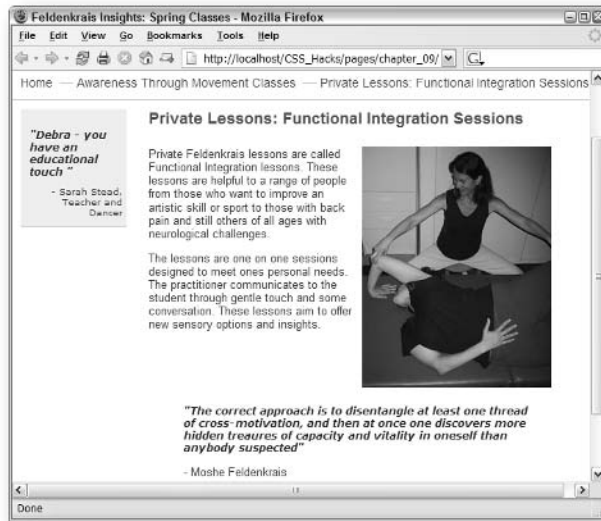 Feldenkrais Insights: Spring Classes - Mozilla Firefox
File Edit View Go Bookmarks Tools Help
http://localhost/CSS_Hacks/pages/chapter_09/
G
Home — Awareness Through Movement Classes — Private Lessons: Functional Integration Sessions
"Debra - you
have an
educational
touch "
- Sarah Stead,
Teacher and
Dancer
Private Lessons: Functional Integration Sessions
Private Feldenkrais lessons are called
Functional Integration lessons. These
lessons are helpful to a range of people
from those who want to improve an
artistic skill or sport to those with back
pain and still others of all ages with
neurological challenges.
The lessons are one on one sessions
designed to meet ones personal needs.
The practitioner communicates to the
student through gentle touch and some
conversation. These lessons aim to offer
new sensory options and insights.
"The correct approach is to disentangle at least one thread
of cross-motivation, and then at once one discovers more
hidden treaures of capacity and vitality in oneself than
anybody suspected"
- Moshe Feldenkrais
Done